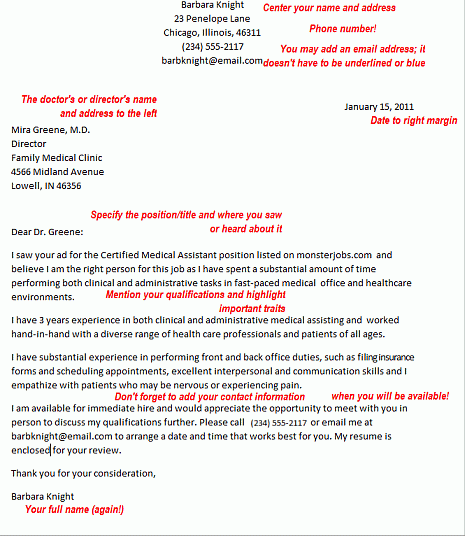 Barbara Knight
Center your name and address
23 Penelope Lane
Chicago, Illinois, 46311
Phone number!
(234) 555-2117
You may add an email address; it
barbknight@email.com
doesn't have to be underlined or blue
The doctor's or director's name
and address to the left
January 15, 2011
Date to right margin
Mira Greene, M.D.
Director
Family Medical Clinic
4566 Midland Avenue
Lowell, IN 46356
Specify the position/title and where you saw
or heard about it
Dear Dr. Greene:
I saw your ad for the Certified Medical Assistant position listed on monsterjobs.com and
believe I am the right person for this job as I have spent a substantial amount of time
performing both clinical and administrative tasks in fast-paced medical office and healthcare
environments.
Mention your qualifications and highlight
important traits
I have 3 years experience in both clinical and administrative medical assisting and worked
hand-in-hand with a diverse range of health care professionals and patients of all ages.
I have substantial experience in performing front and back office duties, such as filing insurance
forms and scheduling appointments, excellent interpersonal and communication skills and I
empathize with patients who may be nervous or experiencing pain.
Don't forget to add your contact information
when you will be available!
I am available for immediate hire and would appreciate the opportunity to meet with you in
person to discuss my qualifications further. Please call (234) 555-2117 or email me at
barbknight@email.com to arrange a date and time that works best for you. My resume is
enclosed for your review.
Thank you for your consideration,
Barbara Knight
Your full name (again!)